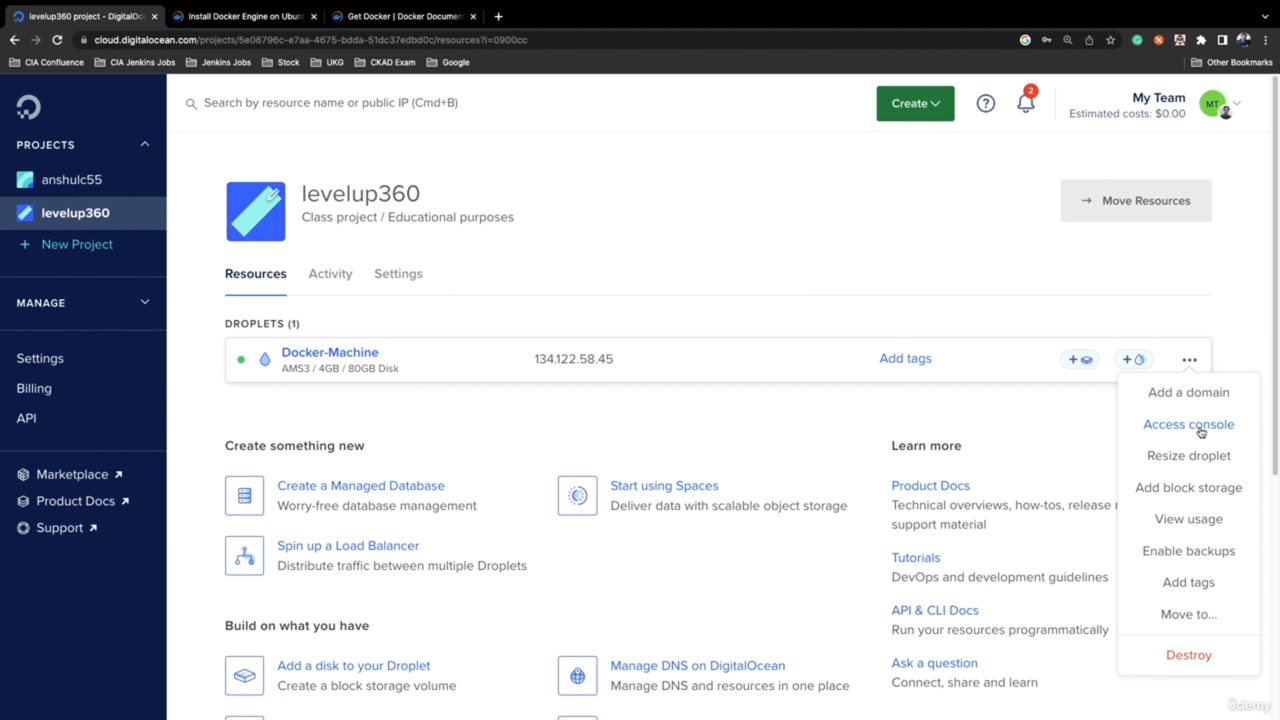 levelup360 project - DigitalOce
Install Docker Engine on Ubunt
Get Docker | Docker Document
cloud.digitalocean.com/projects/5e08796c-e7aa-4675-bdda-51dc37edbd0c/resources?i=0900cc
CIA Confluence
CIA Jenkins Jobs
Jenkins Jobs
Stock
UKG
CKAD Exam
Google
Other Bookmarks
Search by resource name or public IP (Cmd+B)
Create
2
My Team
Estimated costs: $0.00
MT
PROJECTS
anshulc55
levelup360
+ New Project
MANAGE
Settings
Billing
API
Marketplace
Product Docs
Support
levelup360
Class project / Educational purposes
Move Resources
Resources
Activity
Settings
DROPLETS (1)
Docker-Machine
AMS3 / 4GB / 80GB Disk
134.122.58.45
Add tags
Add a domain
Access console
Resize droplet
Add block storage
View usage
Enable backups
Add tags
Move to...
Destroy
Create something new
Create a Managed Database
Worry-free database management
Start using Spaces
Deliver data with scalable object storage
Spin up a Load Balancer
Distribute traffic between multiple Droplets
Learn more
Product Docs
Technical overviews, how-tos, release
support material
Tutorials
DevOps and development guidelines
API & CLI Docs
Run your resources programmatically
Ask a question
Connect, share and learn
Build on what you have
Add a disk to your Droplet
Create a block storage volume
Manage DNS on DigitalOcean
Manage DNS and resources in one place
ûdemy